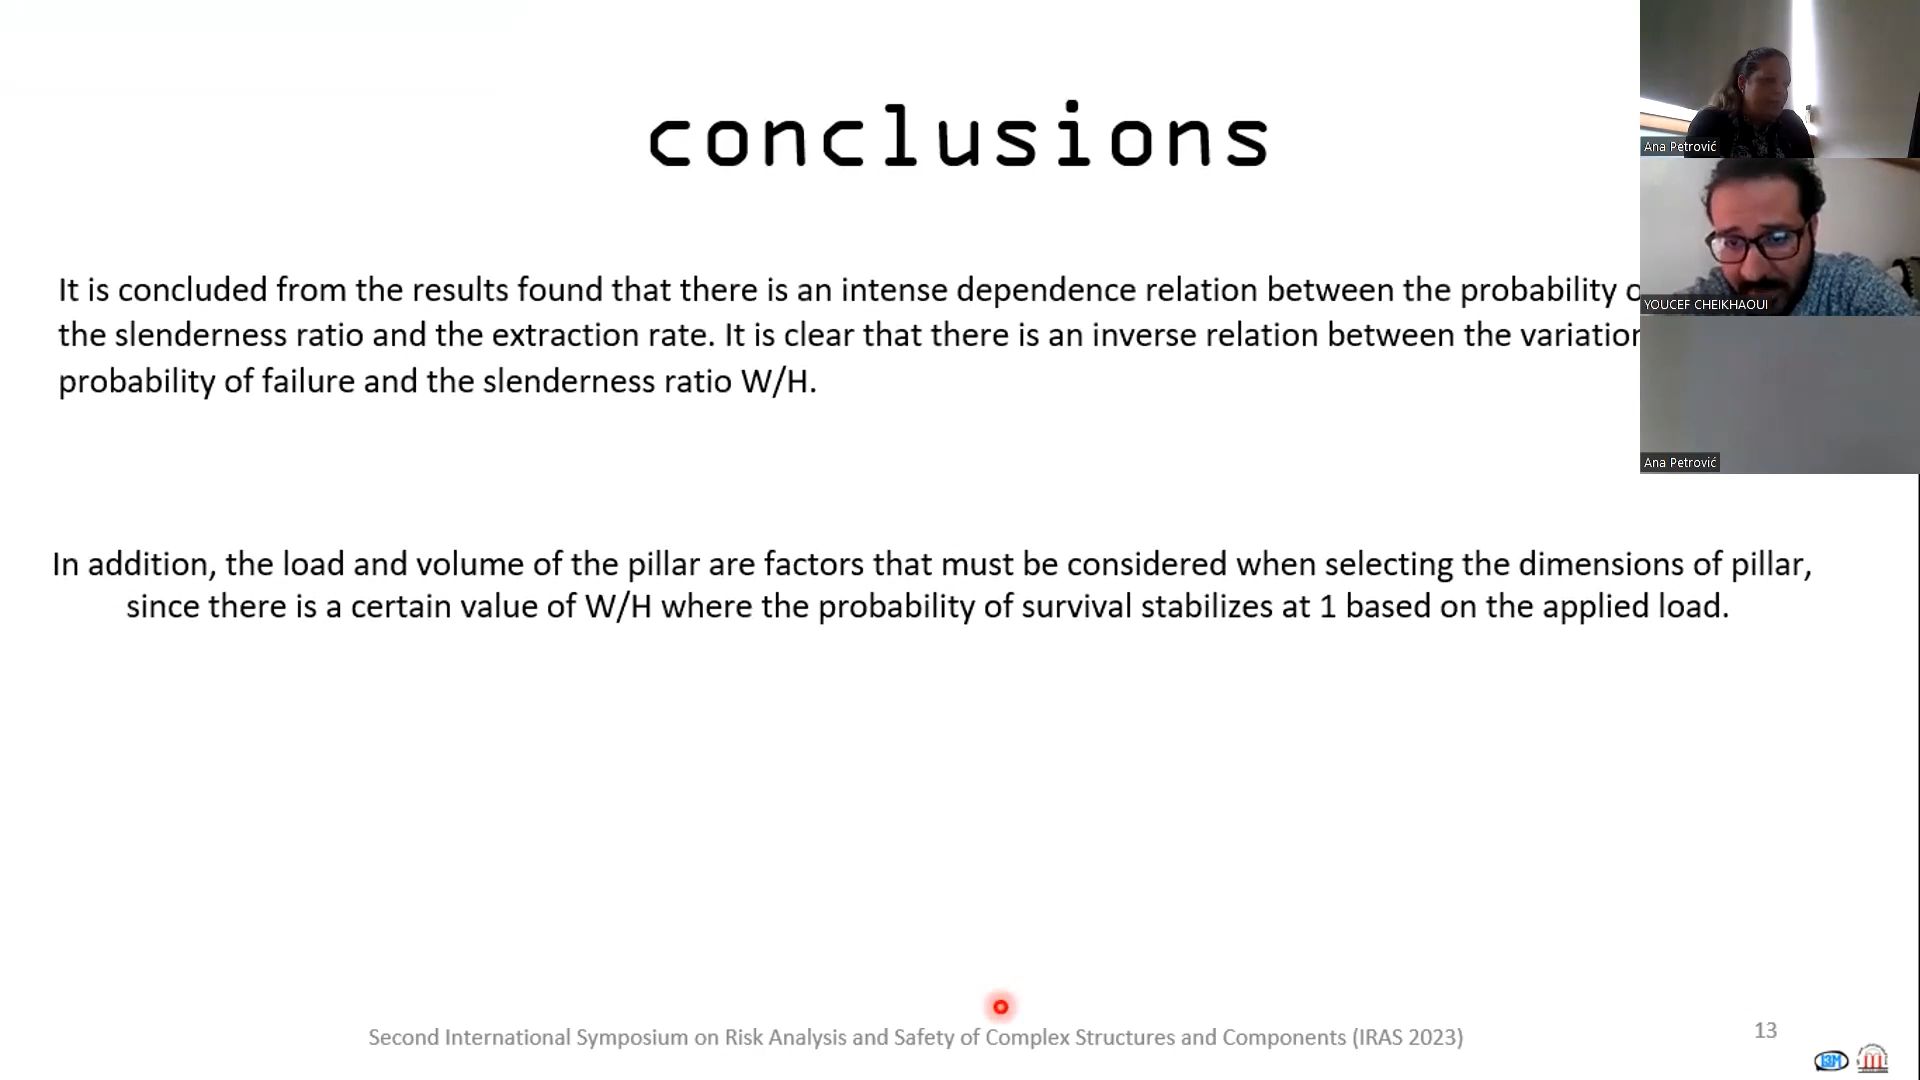 conclusions
It is concluded from the results found that there is an intense dependence relation between the probability
the slenderness ratio and the extraction rate. It is clear that there is an inverse relation between the
probability of failure and the slenderness ratio W/H.
In addition, the load and volume of the pillar are factors that must be considered when selecting the dimensions of pillar,
since there is a certain value of W/H where the probability of survival stabilizes at 1 based on the applied load.
Second International Symposium on Risk Analysis and Safety of Complex Structures and Components (IRAS 2023)
13
Ana Petrović
YOUCEF CHEIKHAOUI
Ana Petrović